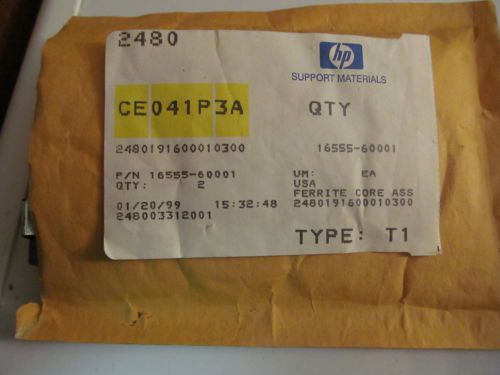 2480
hp
SUPPORT MATERIALS
CE041P3A QTY
2480191600010300 16555-60001
P/N 16555-60001 UM: EA
QTY: 2 USA
FERRITE CORE ASS
01/20/99 15:32:48 2480191600010300
248003312001
TYPE: T1